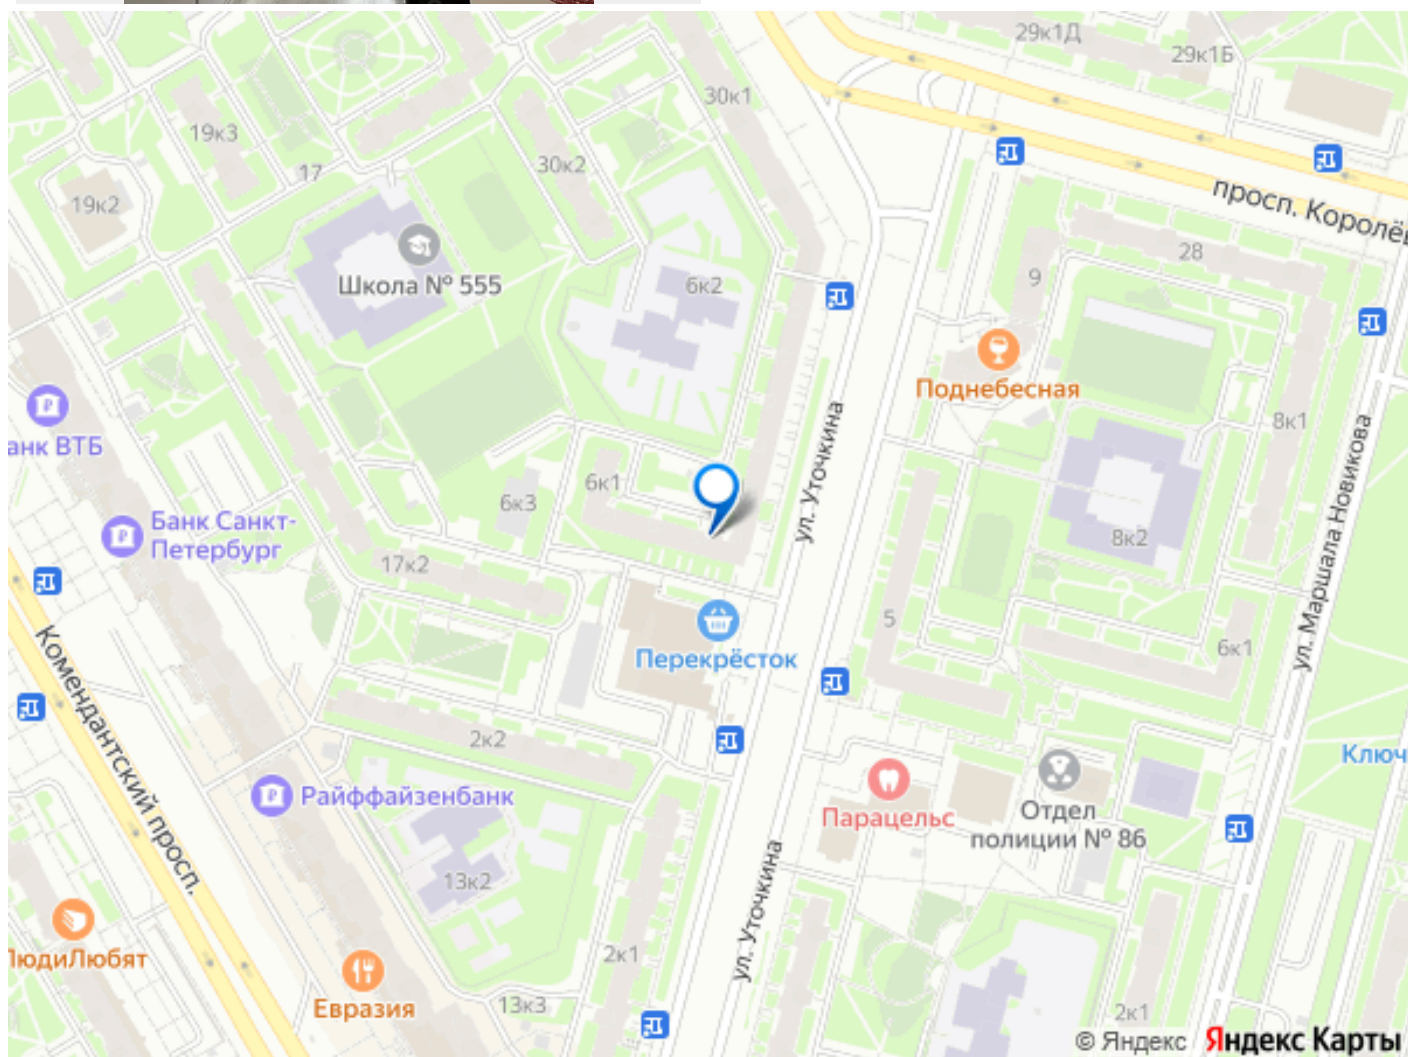 29к1Д
29к1Б
30к1
19к3
30к2
17
19к2
просп. Королёв
28
9
Школа № 555
6к2
Поднебесная
8к1
анк ВТБ
ул. Уточкина
ул. Маршала Новикова
6к1
6к3
Банк Санкт-
Петербург
8к2
17к2
5
6к1
Перекрёсток
Комендантский просп.
2к2
Ключ
Райффайзенбанк
Парацельс
Отдел
полиции № 86
13к2
ул. Уточкина
ЛюдиЛюбят
2к1
Евразия
13к3
2к1
© Яндекс Яндекс Карты